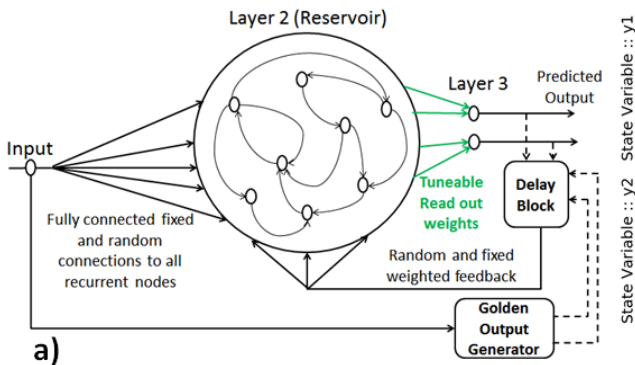 Layer 2 (Reservoir)
Layer 3
Predicted
Output
State Variable :: y1
Input
Tuneable
Read out
weights
Delay
Block
State Variable :: y2
Fully connected fixed
and random
connections to all
recurrent nodes
Random and fixed
weighted feedback
Golden
Output
Generator
a)